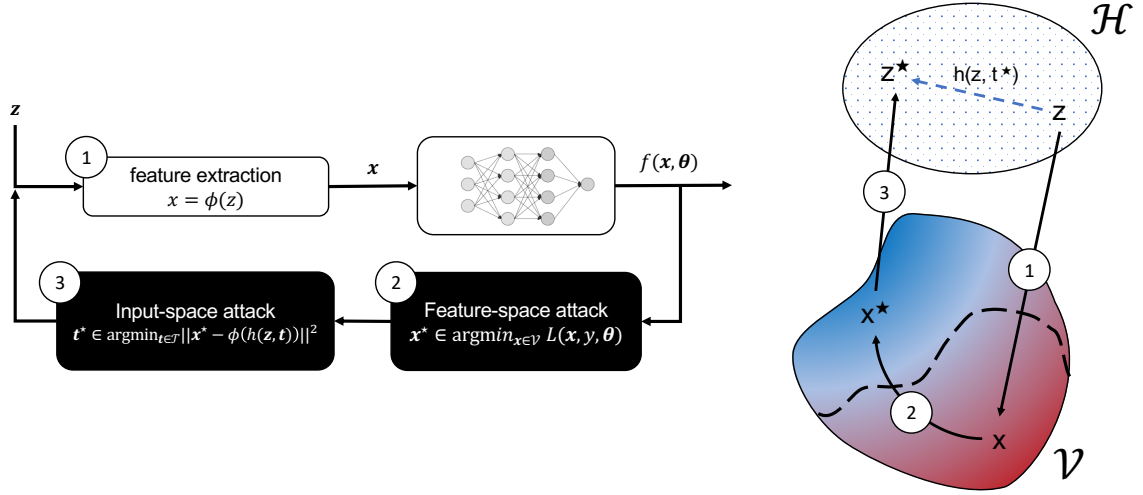 z
1
feature extraction
x = ϕ(z)
x
f(x, θ)
3
Input-space attack
t⋆ ∈ argmin_{t∈𝒯}||x⋆ − ϕ(h(z, t))||²
2
Feature-space attack
x⋆ ∈ argmin_{x∈𝒱} L(x, y, θ)
ℋ
z★
h(z, t★)
z
3
1
x★
2
x
𝒱